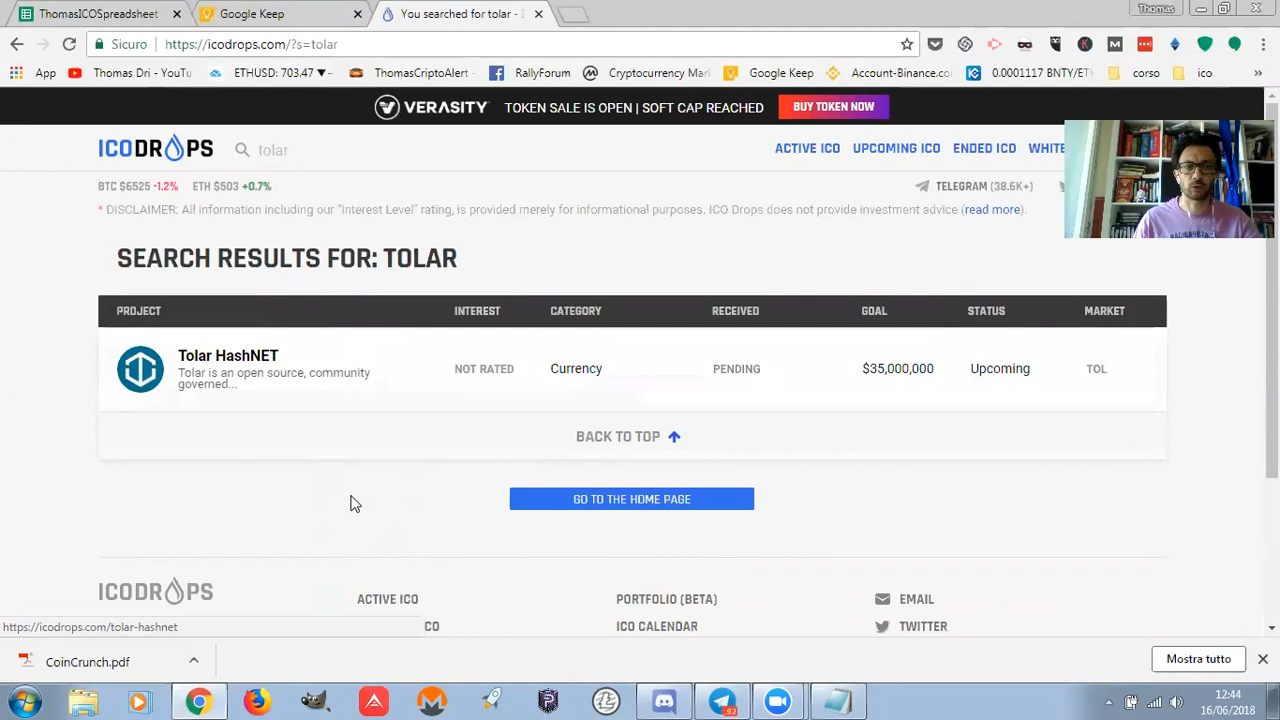 ThomasICOSpreadsheet
Google Keep
You searched for tolar -
Thomas
Sicuro
https://icodrops.com/?s=tolar
App
Thomas Dri - YouTu
ETHUSD: 703.47 ▼
ThomasCriptoAlert -
RallyForum
Cryptocurrency Mar
Google Keep
Account-Binance.co
0.0001117 BNTY/ETH
corso
ico
»
VERASITY
TOKEN SALE IS OPEN | SOFT CAP REACHED
BUY TOKEN NOW
ICODROPS
tolar
ACTIVE ICO
UPCOMING ICO
ENDED ICO
WHITE
BTC $6525 -1.2%
ETH $503 +0.7%
TELEGRAM (38.6K+)
* DISCLAIMER: All information including our "Interest Level" rating, is provided merely for informational purposes. ICO Drops does not provide investment advice (read more).
SEARCH RESULTS FOR: TOLAR
PROJECT
INTEREST
CATEGORY
RECEIVED
GOAL
STATUS
MARKET
Tolar HashNET
Tolar is an open source, community
governed...
NOT RATED
Currency
PENDING
$35,000,000
Upcoming
TOL
BACK TO TOP
GO TO THE HOME PAGE
ICODROPS
ACTIVE ICO
PORTFOLIO (BETA)
EMAIL
https://icodrops.com/tolar-hashnet
CO
ICO CALENDAR
TWITTER
CoinCrunch.pdf
Mostra tutto
92
12:44
16/06/2018